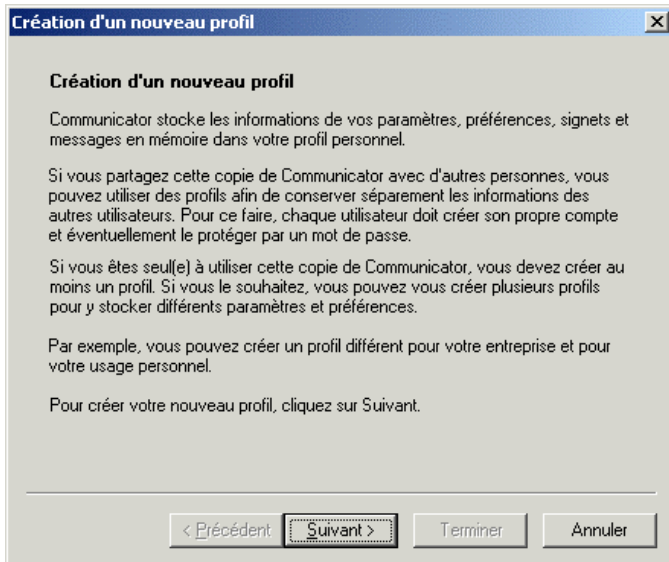 Création d'un nouveau profil
Création d'un nouveau profil
Communicator stocke les informations de vos paramètres, préférences, signets et
messages en mémoire dans votre profil personnel.
Si vous partagez cette copie de Communicator avec d'autres personnes, vous
pouvez utiliser des profils afin de conserver séparement les informations des
autres utilisateurs. Pour ce faire, chaque utilisateur doit créer son propre compte
et éventuellement le protéger par un mot de passe.
Si vous êtes seul(e) à utiliser cette copie de Communicator, vous devez créer au
moins un profil. Si vous le souhaitez, vous pouvez vous créer plusieurs profils
pour y stocker différents paramètres et préférences.
Par exemple, vous pouvez créer un profil différent pour votre entreprise et pour
votre usage personnel.
Pour créer votre nouveau profil, cliquez sur Suivant.
< Précédent Suivant > Terminer Annuler